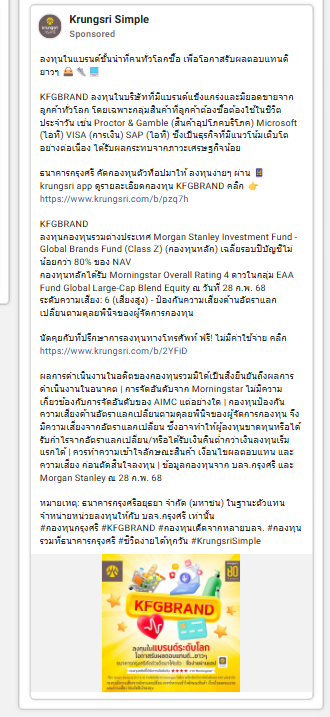 Krungsri Simple
Sponsored
ลงทุนในแบรนด์ชั้นนำที่คนทั่วโลกซื้อ เพื่อโอกาสรับผลตอบแทนดี
ยาวๆ
KFGBRAND ลงทุนในบริษัทที่มีแบรนด์แข็งแกร่งและมียอดขายจาก
ลูกค้าทั่วโลก โดยเฉพาะกลุ่มสินค้าที่ลูกค้าต้องซื้อต้องใช้ในชีวิต
ประจำวัน เช่น Proctor & Gamble (สินค้าอุปโภคบริโภค) Microsoft
(ไอที) VISA (การเงิน) SAP (ไอที) ซึ่งเป็นธุรกิจที่มีแนวโน้มเติบโต
อย่างต่อเนื่อง ได้รับผลกระทบจากภาวะเศรษฐกิจน้อย
ธนาคารกรุงศรี คัดกองทุนตัวท็อปมาให้ ลงทุนง่ายๆ ผ่าน
krungsri app ดูรายละเอียดกองทุน KFGBRAND คลิก 👉
https://www.krungsri.com/b/pzq7h
KFGBRAND
ลงทุนกองทุนรวมต่างประเทศ Morgan Stanley Investment Fund -
Global Brands Fund (Class Z) (กองทุนหลัก) เฉลี่ยรอบปีบัญชีไม่
น้อยกว่า 80% ของ NAV
กองทุนหลักได้รับ Morningstar Overall Rating 4 ดาวในกลุ่ม EAA
Fund Global Large-Cap Blend Equity ณ วันที่ 28 ก.พ. 68
ระดับความเสี่ยง: 6 (เสี่ยงสูง) - ป้องกันความเสี่ยงด้านอัตราแลก
เปลี่ยนตามดุลยพินิจของผู้จัดการกองทุน
นัดคุยกับที่ปรึกษาการลงทุนทางโทรศัพท์ ฟรี! ไม่มีค่าใช้จ่าย คลิก
https://www.krungsri.com/b/2YFiD
ผลการดำเนินงานในอดีตของกองทุนรวมมิได้เป็นสิ่งยืนยันถึงผลการ
ดำเนินงานในอนาคต | การจัดอันดับจาก Morningstar ไม่มีความ
เกี่ยวข้องกับการจัดอันดับของ AIMC แต่อย่างใด | กองทุนป้องกัน
ความเสี่ยงด้านอัตราแลกเปลี่ยนตามดุลยพินิจของผู้จัดการกองทุน จึง
มีความเสี่ยงจากอัตราแลกเปลี่ยน ซึ่งอาจทำให้ผู้ลงทุนขาดทุนหรือได้
รับกำไรจากอัตราแลกเปลี่ยน/หรือได้รับเงินคืนต่ำกว่าเงินลงทุนเริ่ม
แรกได้ | ควรทำความเข้าใจลักษณะสินค้า เงื่อนไขผลตอบแทน และ
ความเสี่ยง ก่อนตัดสินใจลงทุน | ข้อมูลกองทุนจาก บลจ.กรุงศรี และ
Morgan Stanley ณ 28 ก.พ. 68
หมายเหตุ: ธนาคารกรุงศรีอยุธยา จำกัด (มหาชน) ในฐานะตัวแทน
จำหน่ายหน่วยลงทุนให้กับ บลจ.กรุงศรี เท่านั้น
#กองทุนกรุงศรี #KFGBRAND #กองทุนเด็ดจากหลายบลจ. #กองทุน
รวมที่ธนาคารกรุงศรี #ชีวิตง่ายได้ทุกวัน #KrungsriSimple
KFGBRAND
ลงทุนในแบรนด์ระดับโลก
โอกาสรับผลตอบแทนดี...ยาวๆ